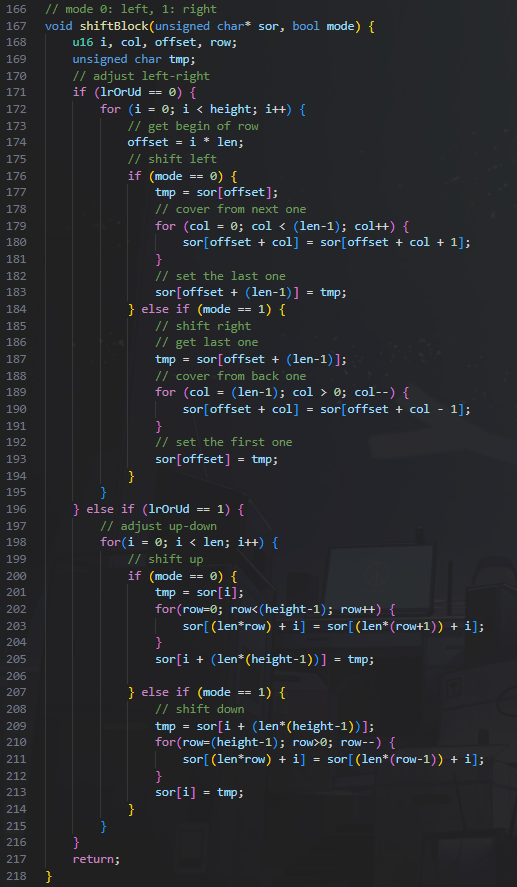 166 // mode 0: left, 1: right
167 void shiftBlock(unsigned char* sor, bool mode) {
168     u16 i, col, offset, row;
169     unsigned char tmp;
170     // adjust left-right
171     if (lrOrUd == 0) {
172         for (i = 0; i < height; i++) {
173             // get begin of row
174             offset = i * len;
175             // shift left
176             if (mode == 0) {
177                 tmp = sor[offset];
178                 // cover from next one
179                 for (col = 0; col < (len-1); col++) {
180                     sor[offset + col] = sor[offset + col + 1];
181                 }
182                 // set the last one
183                 sor[offset + (len-1)] = tmp;
184             } else if (mode == 1) {
185                 // shift right
186                 // get last one
187                 tmp = sor[offset + (len-1)];
188                 // cover from back one
189                 for (col = (len-1); col > 0; col--) {
190                     sor[offset + col] = sor[offset + col - 1];
191                 }
192                 // set the first one
193                 sor[offset] = tmp;
194             }
195         }
196     } else if (lrOrUd == 1) {
197         // adjust up-down
198         for(i = 0; i < len; i++) {
199             // shift up
200             if (mode == 0) {
201                 tmp = sor[i];
202                 for(row=0; row<(height-1); row++) {
203                     sor[(len*row) + i] = sor[(len*(row+1)) + i];
204                 }
205                 sor[i + (len*(height-1))] = tmp;
206
207             } else if (mode == 1) {
208                 // shift down
209                 tmp = sor[i + (len*(height-1))];
210                 for(row=(height-1); row>0; row--) {
211                     sor[(len*row) + i] = sor[(len*(row-1)) + i];
212                 }
213                 sor[i] = tmp;
214             }
215         }
216     }
217     return;
218 }